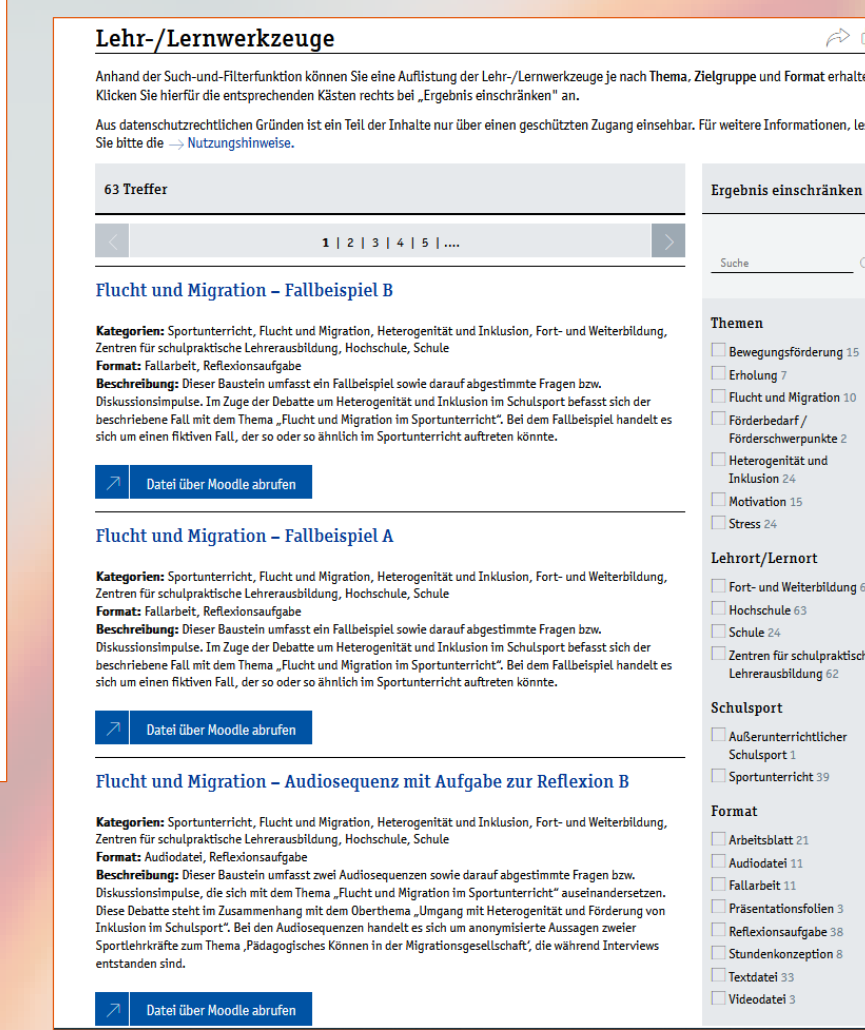 Lehr-/Lernwerkzeuge
Anhand der Such-und-Filterfunktion können Sie eine Auflistung der Lehr-/Lernwerkzeuge je nach Thema, Zielgruppe und Format
Klicken Sie hierfür die entsprechenden Kästen rechts bei „Ergebnis einschränken" an.
Aus datenschutzrechtlichen Gründen ist ein Teil der Inhalte nur über einen geschützten Zugang einsehbar. Für weitere Informationen,
Sie bitte die → Nutzungshinweise.
63 Treffer
1 | 2 | 3 | 4 | 5 | ....
Flucht und Migration – Fallbeispiel B
Kategorien: Sportunterricht, Flucht und Migration, Heterogenität und Inklusion, Fort- und Weiterbildung,
Zentren für schulpraktische Lehrerausbildung, Hochschule, Schule
Format: Fallarbeit, Reflexionsaufgabe
Beschreibung: Dieser Baustein umfasst ein Fallbeispiel sowie darauf abgestimmte Fragen bzw.
Diskussionsimpulse. Im Zuge der Debatte um Heterogenität und Inklusion im Schulsport befasst sich der
beschriebene Fall mit dem Thema „Flucht und Migration im Sportunterricht“. Bei dem Fallbeispiel handelt es
sich um einen fiktiven Fall, der so oder so ähnlich im Sportunterricht auftreten könnte.
Datei über Moodle abrufen
Flucht und Migration – Fallbeispiel A
Kategorien: Sportunterricht, Flucht und Migration, Heterogenität und Inklusion, Fort- und Weiterbildung,
Zentren für schulpraktische Lehrerausbildung, Hochschule, Schule
Format: Fallarbeit, Reflexionsaufgabe
Beschreibung: Dieser Baustein umfasst ein Fallbeispiel sowie darauf abgestimmte Fragen bzw.
Diskussionsimpulse. Im Zuge der Debatte um Heterogenität und Inklusion im Schulsport befasst sich der
beschriebene Fall mit dem Thema „Flucht und Migration im Sportunterricht“. Bei dem Fallbeispiel handelt es
sich um einen fiktiven Fall, der so oder so ähnlich im Sportunterricht auftreten könnte.
Datei über Moodle abrufen
Flucht und Migration – Audiosequenz mit Aufgabe zur Reflexion B
Kategorien: Sportunterricht, Flucht und Migration, Heterogenität und Inklusion, Fort- und Weiterbildung,
Zentren für schulpraktische Lehrerausbildung, Hochschule, Schule
Format: Audiodatei, Reflexionsaufgabe
Beschreibung: Dieser Baustein umfasst zwei Audiosequenzen sowie darauf abgestimmte Fragen bzw.
Diskussionsimpulse, die sich mit dem Thema „Flucht und Migration im Sportunterricht“ auseinandersetzen.
Diese Debatte steht im Zusammenhang mit dem Oberthema „Umgang mit Heterogenität und Förderung von
Inklusion im Schulsport“. Bei den Audiosequenzen handelt es sich um anonymisierte Aussagen zweier
Sportlehrkräfte zum Thema ‚Pädagogisches Können in der Migrationsgesellschaft‘, die während Interviews
entstanden sind.
Datei über Moodle abrufen
Ergebnis einschränken
Suche
Themen
Bewegungsförderung 15
Erholung 7
Flucht und Migration 10
Förderbedarf /
Förderschwerpunkte 2
Heterogenität und
Inklusion 24
Motivation 15
Stress 24
Lehrort/Lernort
Fort- und Weiterbildung
Hochschule 63
Schule 24
Zentren für
Lehrerausbildung 62
Schulsport
Außerunterrichtlicher
Schulsport 1
Sportunterricht 39
Format
Arbeitsblatt 21
Audiodatei 11
Fallarbeit 11
Präsentationsfolien 3
Reflexionsaufgabe 38
Stundenkonzeption 8
Textdatei 33
Videodatei 3